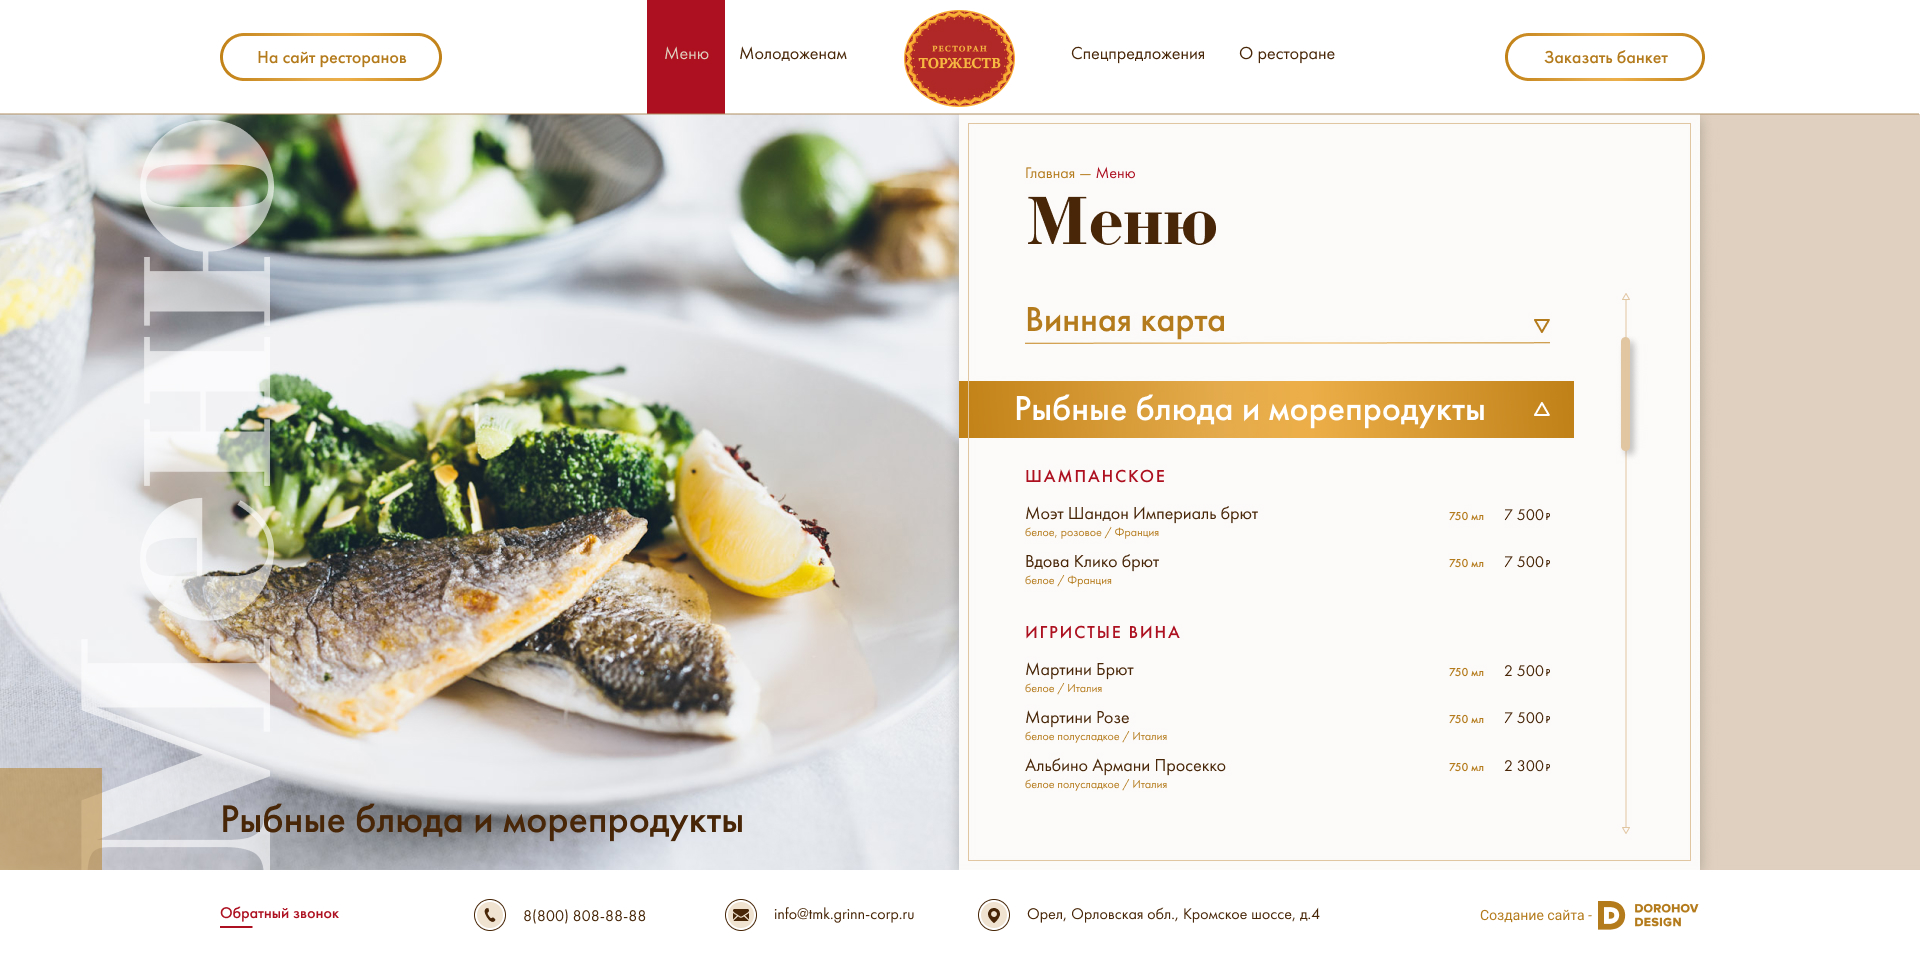 На сайт ресторанов
Меню
Молодоженам
РЕСТОРАН
ТОРЖЕСТВ
Спецпредложения
О ресторане
Заказать банкет
Меню
Рыбные блюда и морепродукты
Главная — Меню
Меню
Винная карта
Рыбные блюда и морепродукты
ШАМПАНСКОЕ
Моэт Шандон Империаль брют 750 мл 7 500 ₽
белое, розовое / Франция
Вдова Клико брют 750 мл 7 500 ₽
белое / Франция
ИГРИСТЫЕ ВИНА
Мартини Брют 750 мл 2 500 ₽
белое / Италия
Мартини Розе 750 мл 7 500 ₽
белое полусладкое / Италия
Альбино Армани Просекко 750 мл 2 300 ₽
белое полусладкое / Италия
Обратный звонок
8(800) 808-88-88
info@tmk.grinn-corp.ru
Орел, Орловская обл., Кромское шоссе, д.4
Создание сайта -
DOROHOV
DESIGN